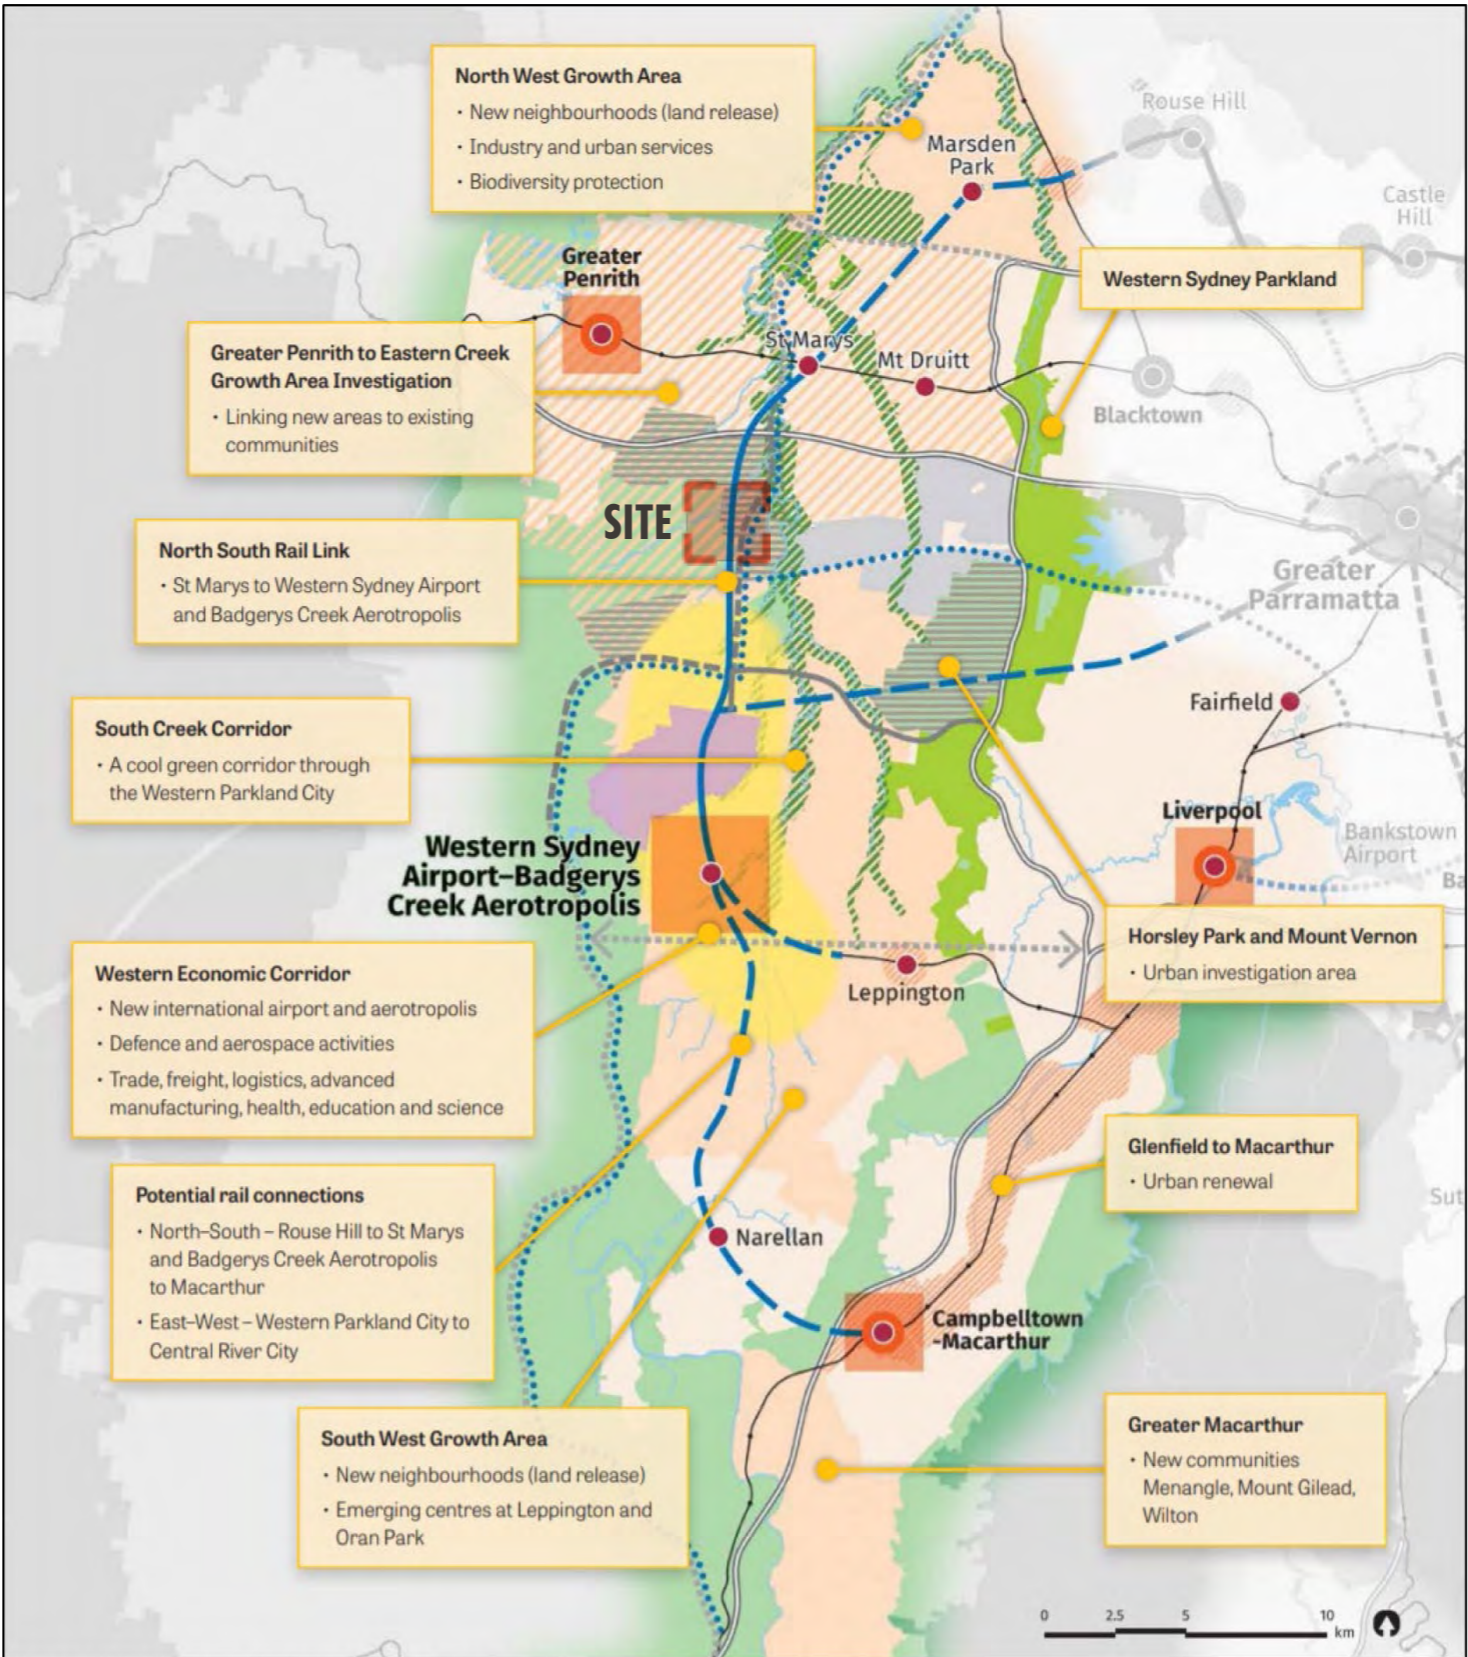 North West Growth Area
· New neighbourhoods (land release)
· Industry and urban services
· Biodiversity protection
Rouse Hill
Marsden
Park
Castle
Hill
Greater
Penrith
Western Sydney Parkland
Greater Penrith to Eastern Creek
Growth Area Investigation
· Linking new areas to existing
communities
St Marys
Mt Druitt
Blacktown
SITE
North South Rail Link
· St Marys to Western Sydney Airport
and Badgerys Creek Aerotropolis
Greater
Parramatta
Fairfield
South Creek Corridor
· A cool green corridor through
the Western Parkland City
Liverpool
Bankstown
Airport
Ba
Western Sydney
Airport–Badgerys
Creek Aerotropolis
Horsley Park and Mount Vernon
· Urban investigation area
Western Economic Corridor
· New international airport and aerotropolis
· Defence and aerospace activities
· Trade, freight, logistics, advanced
manufacturing, health, education and science
Leppington
Glenfield to Macarthur
· Urban renewal
Sut
Potential rail connections
· North–South – Rouse Hill to St Marys
and Badgerys Creek Aerotropolis
to Macarthur
· East–West – Western Parkland City to
Central River City
Narellan
Campbelltown
-Macarthur
South West Growth Area
· New neighbourhoods (land release)
· Emerging centres at Leppington and
Oran Park
Greater Macarthur
· New communities
Menangle, Mount Gilead,
Wilton
0 2.5 5 10
km